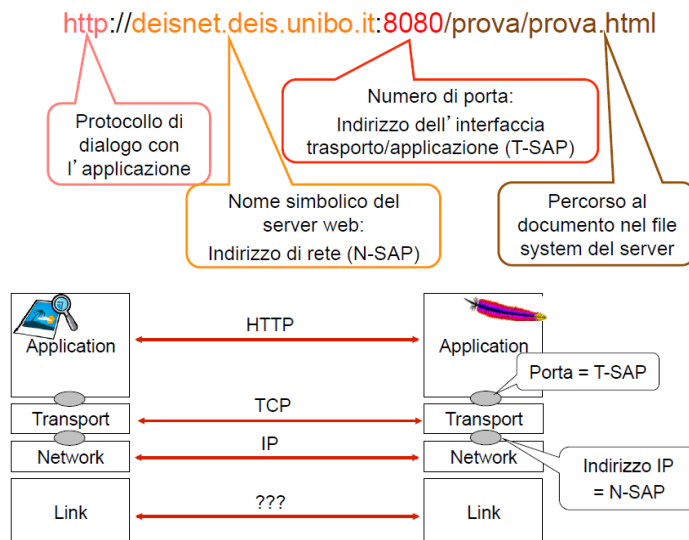 http://deisnet.deis.unibo.it:8080/prova/prova.html
Protocollo di
dialogo con
l'applicazione
Numero di porta:
Indirizzo dell'interfaccia
trasporto/applicazione (T-SAP)
Nome simbolico del
server web:
Indirizzo di rete (N-SAP)
Percorso al
documento nel file
system del server
Application
HTTP
Application
Porta = T-SAP
Transport
TCP
Transport
Network
IP
Network
Indirizzo IP
= N-SAP
Link
???
Link